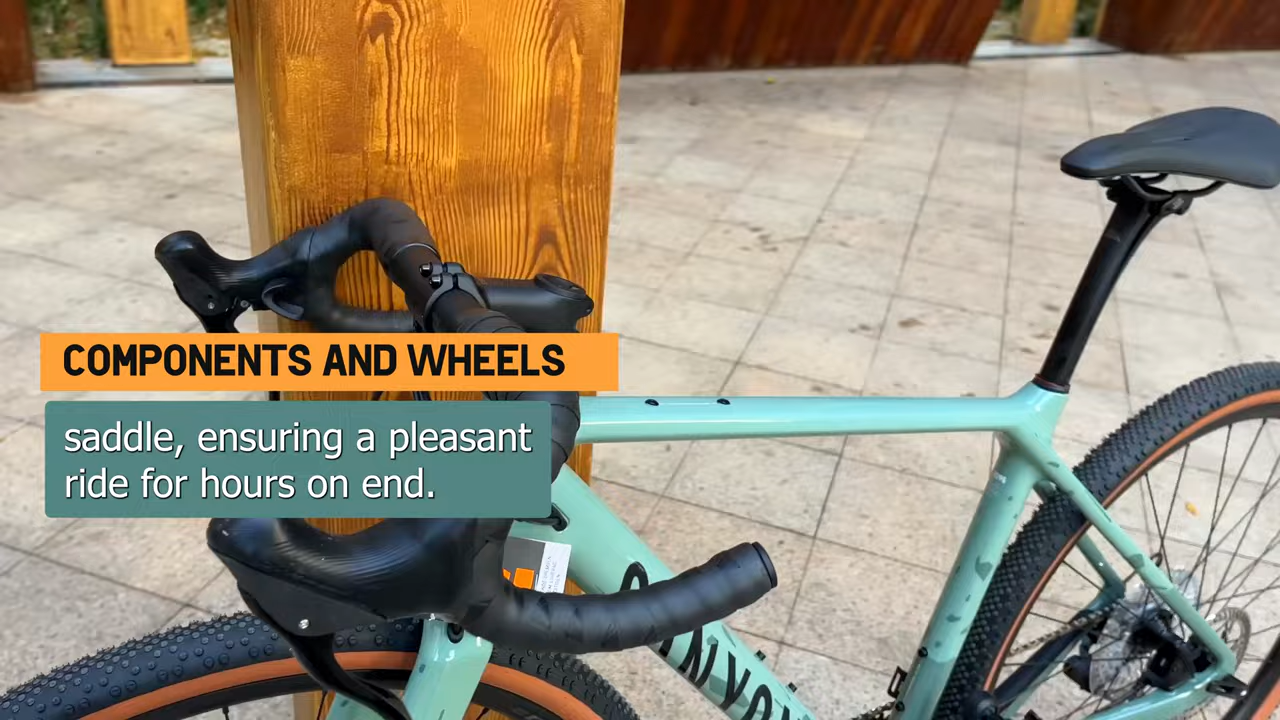 COMPONENTS AND WHEELS
saddle, ensuring a pleasant
ride for hours on end.